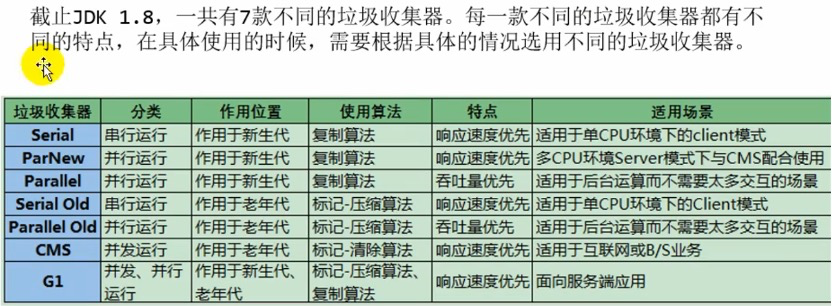 截止JDK 1.8，一共有7款不同的垃圾收集器。每一款不同的垃圾收集器都有不
同的特点，在具体使用的时候，需要根据具体的情况选用不同的垃圾收集器。
垃圾收集器 分类 作用位置 使用算法 特点 适用场景
Serial 串行运行 作用于新生代 复制算法 响应速度优先 适用于单CPU环境下的client模式
ParNew 并行运行 作用于新生代 复制算法 响应速度优先 多CPU环境Server模式下与CMS配合使用
Parallel 并行运行 作用于新生代 复制算法 吞吐量优先 适用于后台运算而不需要太多交互的场景
Serial Old 串行运行 作用于老年代 标记-压缩算法 响应速度优先 适用于单CPU环境下的Client模式
Parallel Old 并行运行 作用于老年代 标记-压缩算法 吞吐量优先 适用于后台运算而不需要太多交互的场景
CMS 并发运行 作用于老年代 标记-清除算法 响应速度优先 适用于互联网或B/S业务
G1 并发、并行运行 作用于新生代、老年代 标记-压缩算法、复制算法 响应速度优先 面向服务端应用